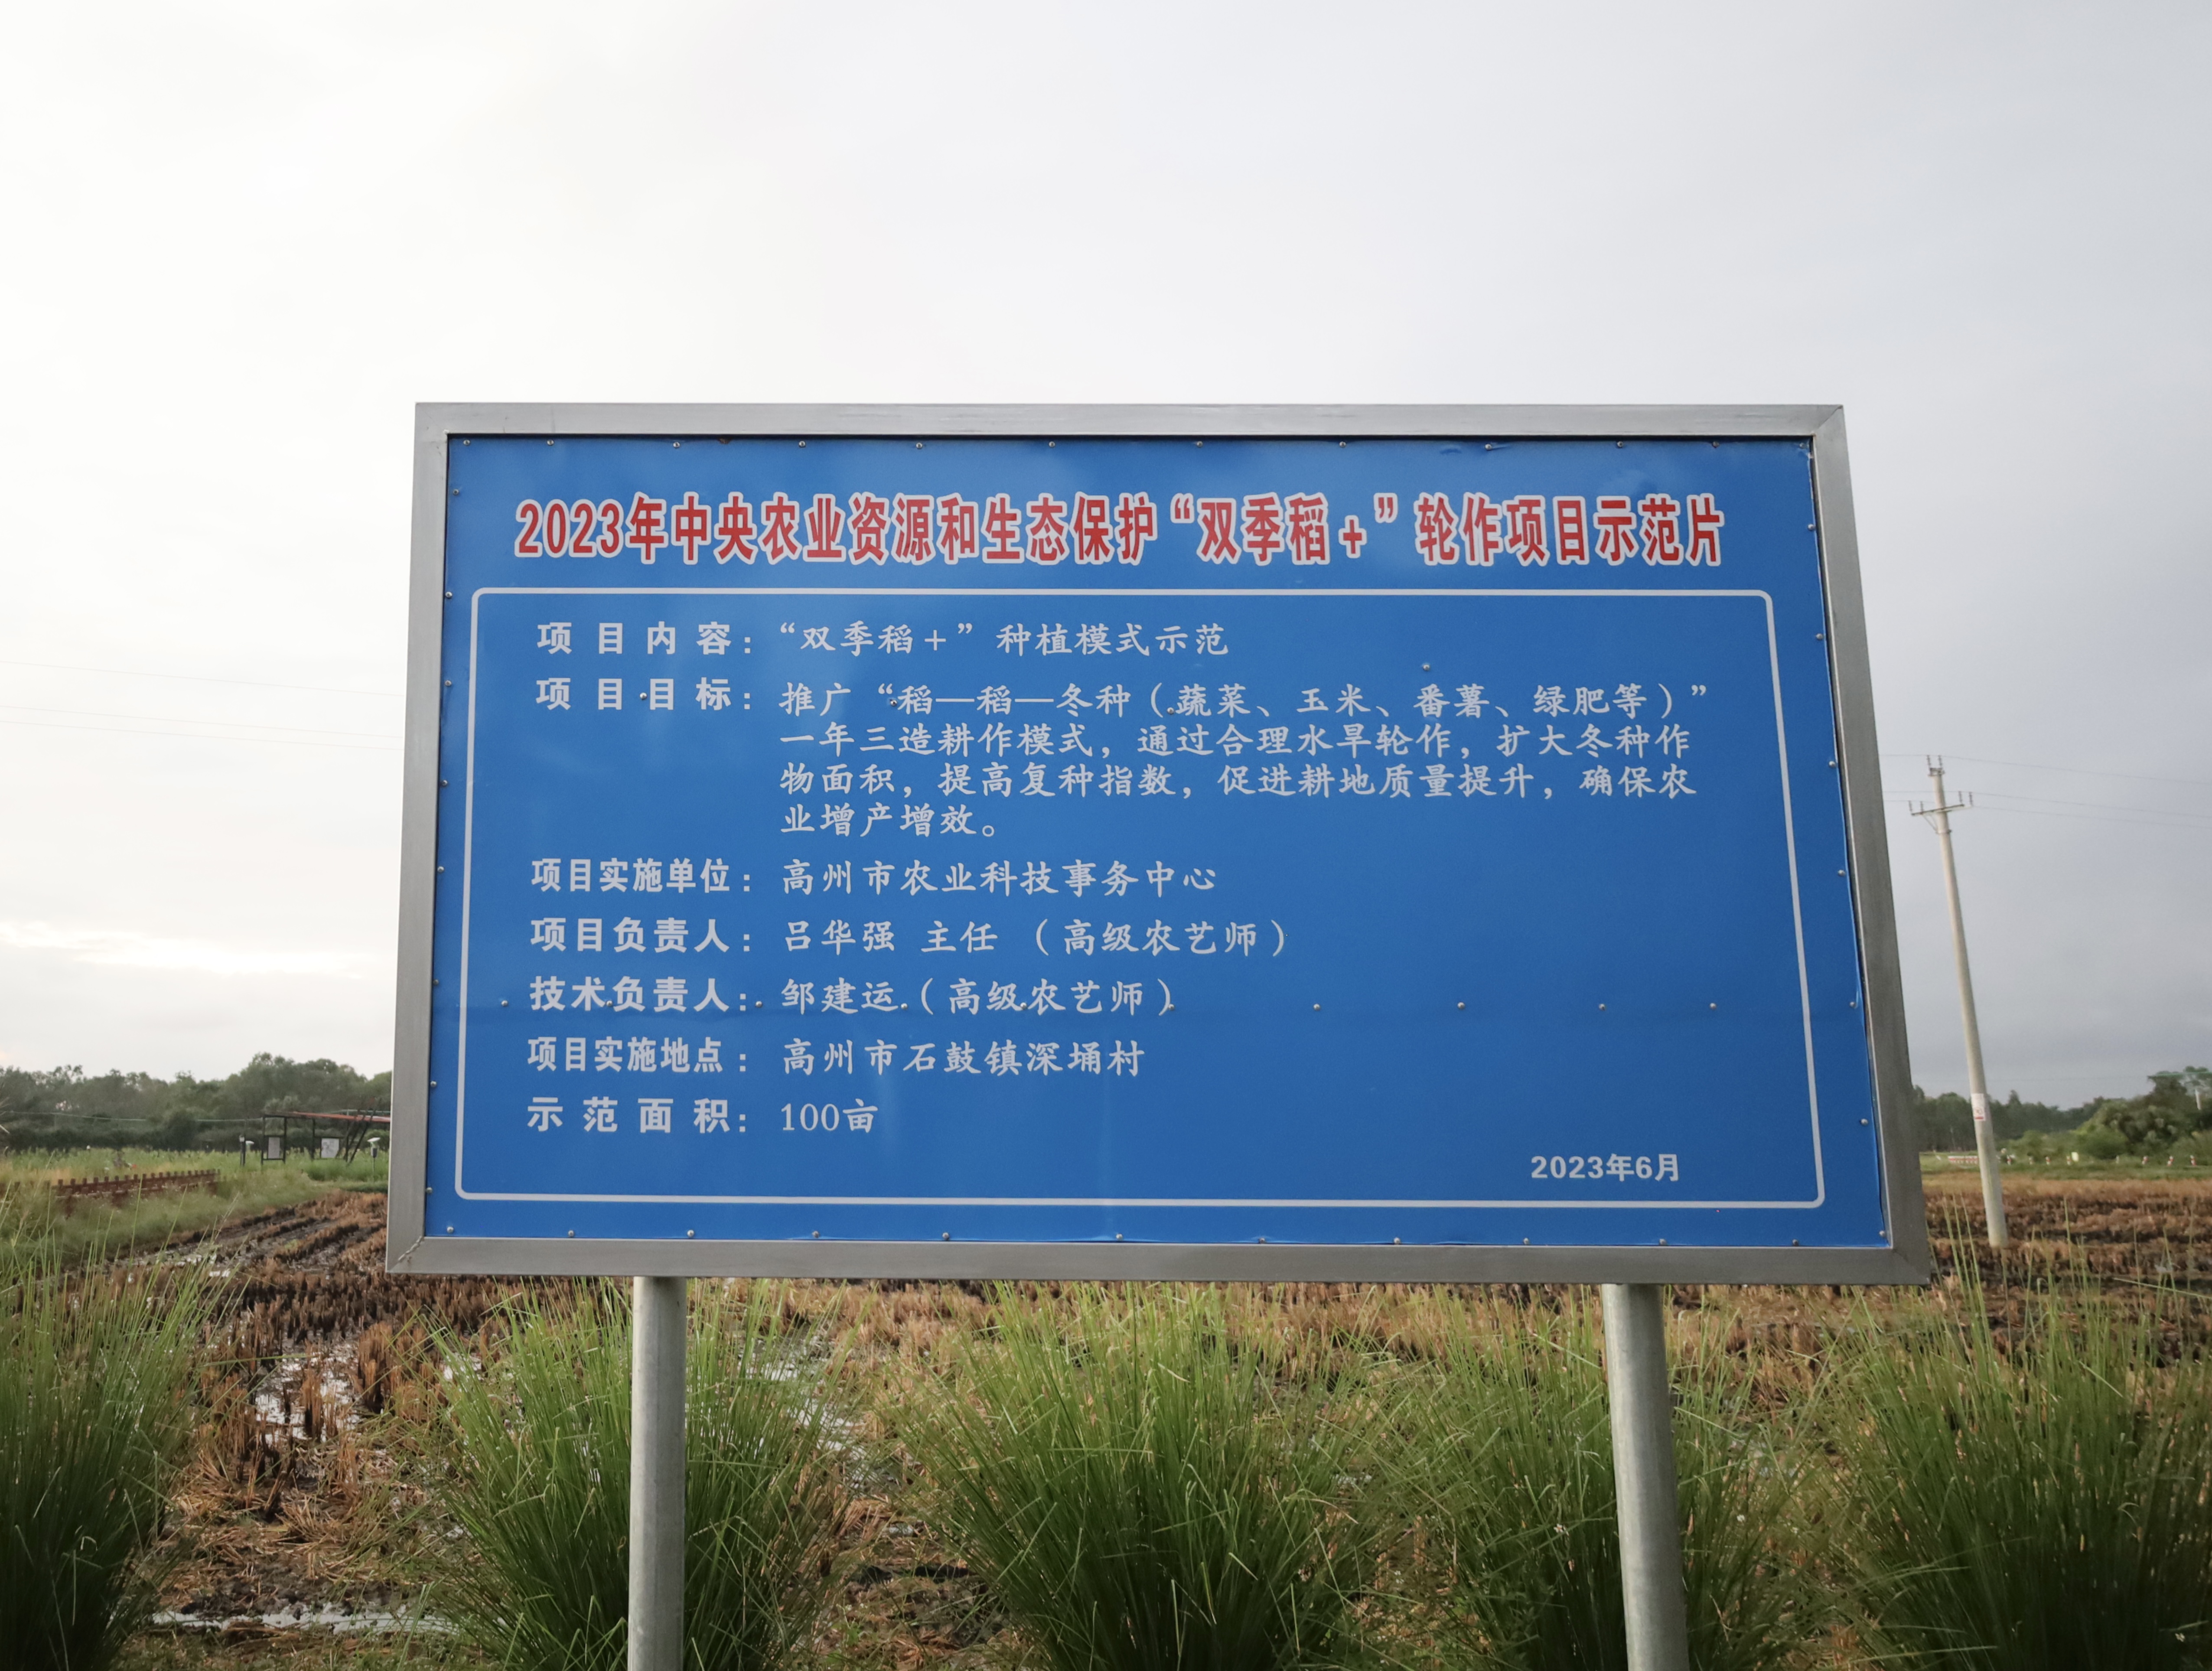 2023年中央农业资源和生态保护“双季稻+”轮作项目示范片
项目内容：“双季稻+”种植模式示范
项目目标：推广“稻—稻—冬种（蔬菜、玉米、番薯、绿肥等）”
一年三造耕作模式，通过合理水旱轮作，扩大冬种作
物面积，提高复种指数，促进耕地质量提升，确保农
业增产增效。
项目实施单位：高州市农业科技事务中心
项目负责人：吕华强 主任 （高级农艺师）
技术负责人：邹建运（高级农艺师）
项目实施地点：高州市石鼓镇深埇村
示范面积：100亩
2023年6月